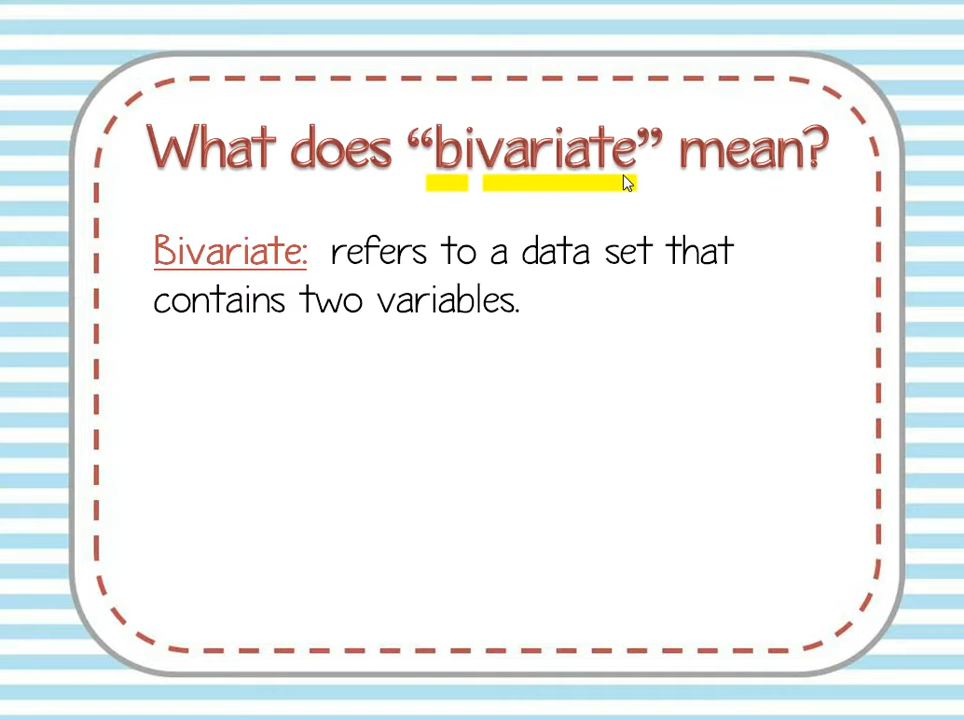 What does “bivariate” mean?
Bivariate: refers to a data set that
contains two variables.